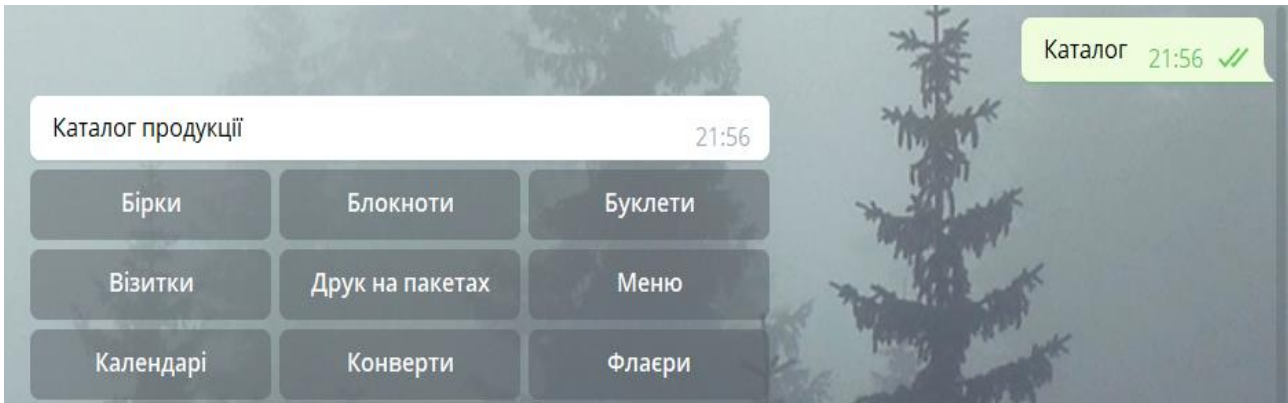 Каталог 21:56
Каталог продукції 21:56
Бірки Блокноти Буклети
Візитки Друк на пакетах Меню
Календарі Конверти Флаєри